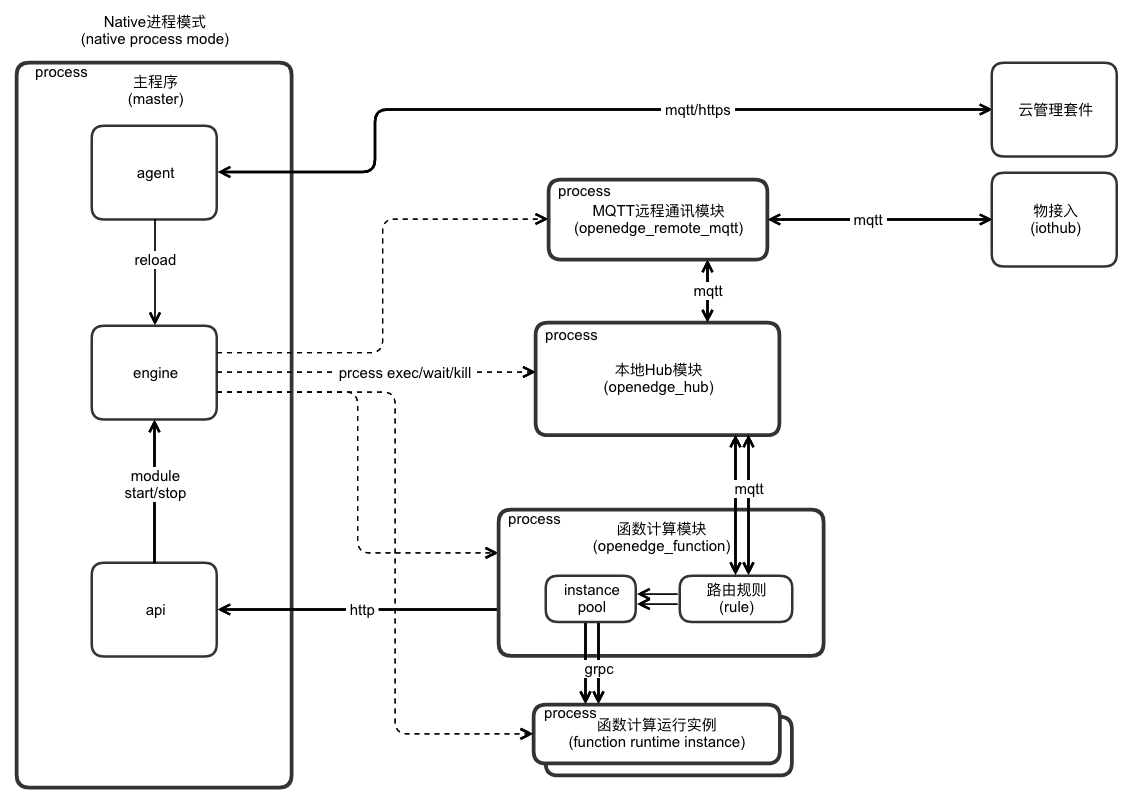 Native进程模式
(native process mode)
process
主程序
(master)
agent
reload
engine
module
start/stop
api
mqtt/https
云管理套件
process
MQTT远程通讯模块
(openedge_remote_mqtt)
mqtt
物接入
(iothub)
mqtt
process
本地Hub模块
(openedge_hub)
prcess exec/wait/kill
mqtt
process
函数计算模块
(openedge_function)
instance
pool
路由规则
(rule)
http
grpc
process
函数计算运行实例
(function runtime instance)